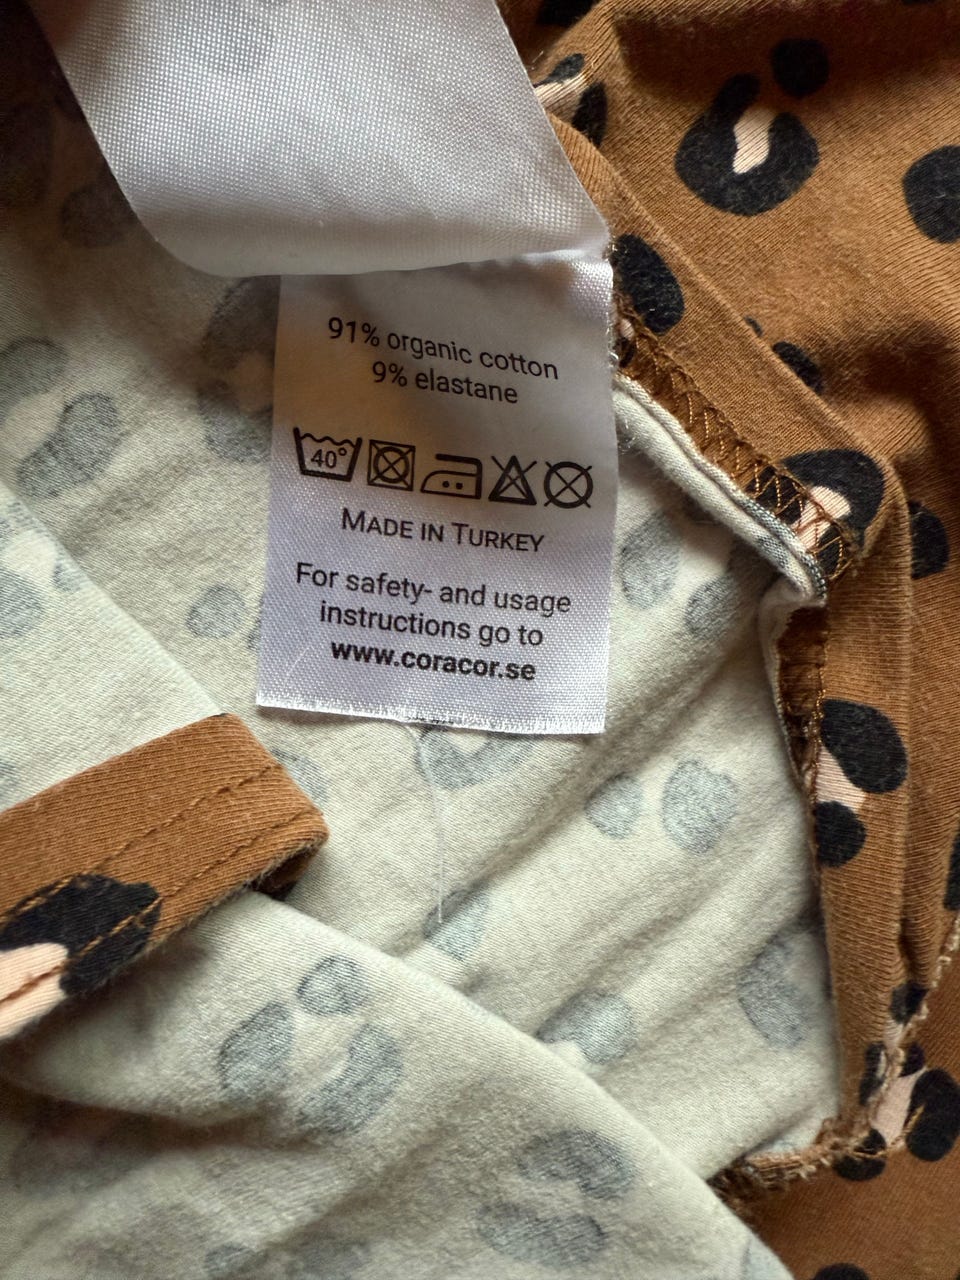 91% organic cotton
9% elastane
40°
MADE IN TURKEY
For safety- and usage
instructions go to
www.coracor.se